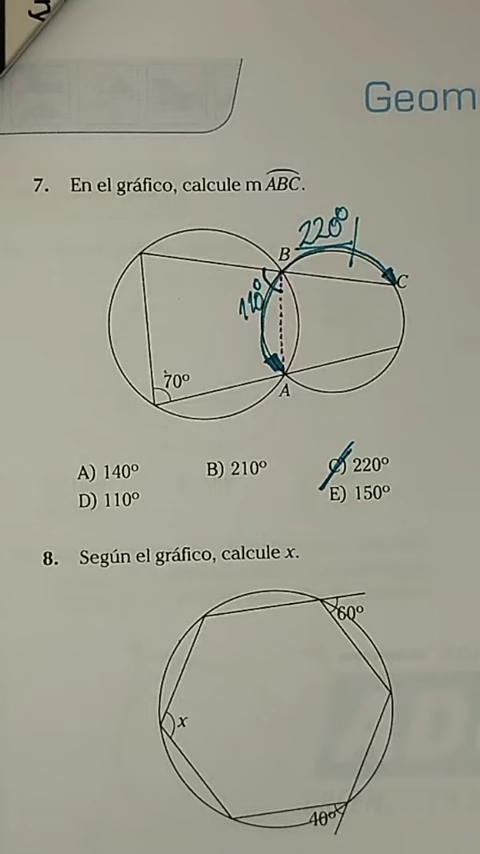 ry
Geom
7. En el gráfico, calcule m ABC.
220°
B
C
110°
70°
A
A) 140° B) 210° C) 220°
D) 110° E) 150°
8. Según el gráfico, calcule x.
60°
x
40°